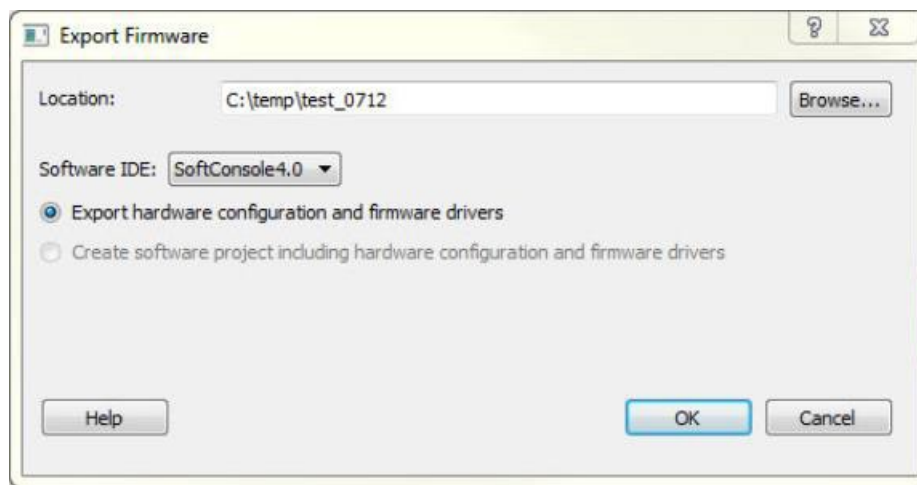 Export Firmware
Location: C:\temp\test_0712 Browse...
Software IDE: SoftConsole4.0
Export hardware configuration and firmware drivers
Create software project including hardware configuration and firmware drivers
Help OK Cancel